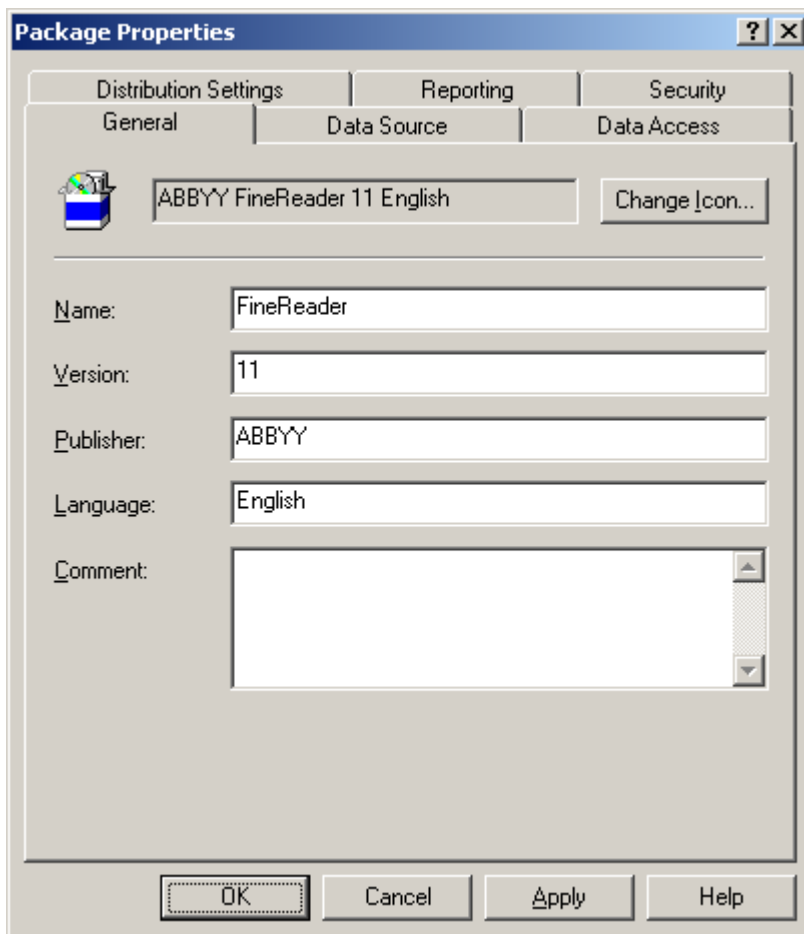 Package Properties
Distribution Settings Reporting Security
General Data Source Data Access
ABBYY FineReader 11 English Change Icon...
Name: FineReader
Version: 11
Publisher: ABBYY
Language: English
Comment:
OK Cancel Apply Help